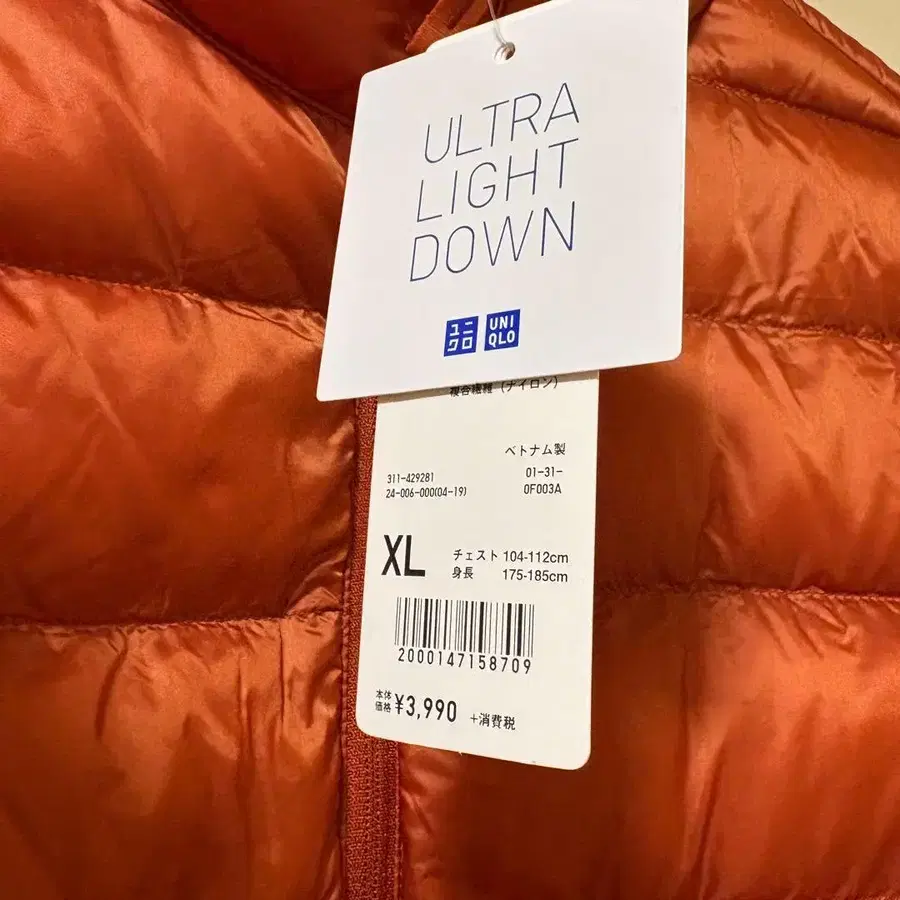 ULTRA
LIGHT
DOWN
ユニ
クロ
UNI
QLO
複合繊維 (ナイロン)
ベトナム製
311-429281
01-31-
24-006-000(04-19)
0F003A
XL
チェスト 104-112cm
身長 175-185cm
2000147158709
本体
価格 ¥3,990 +消費税